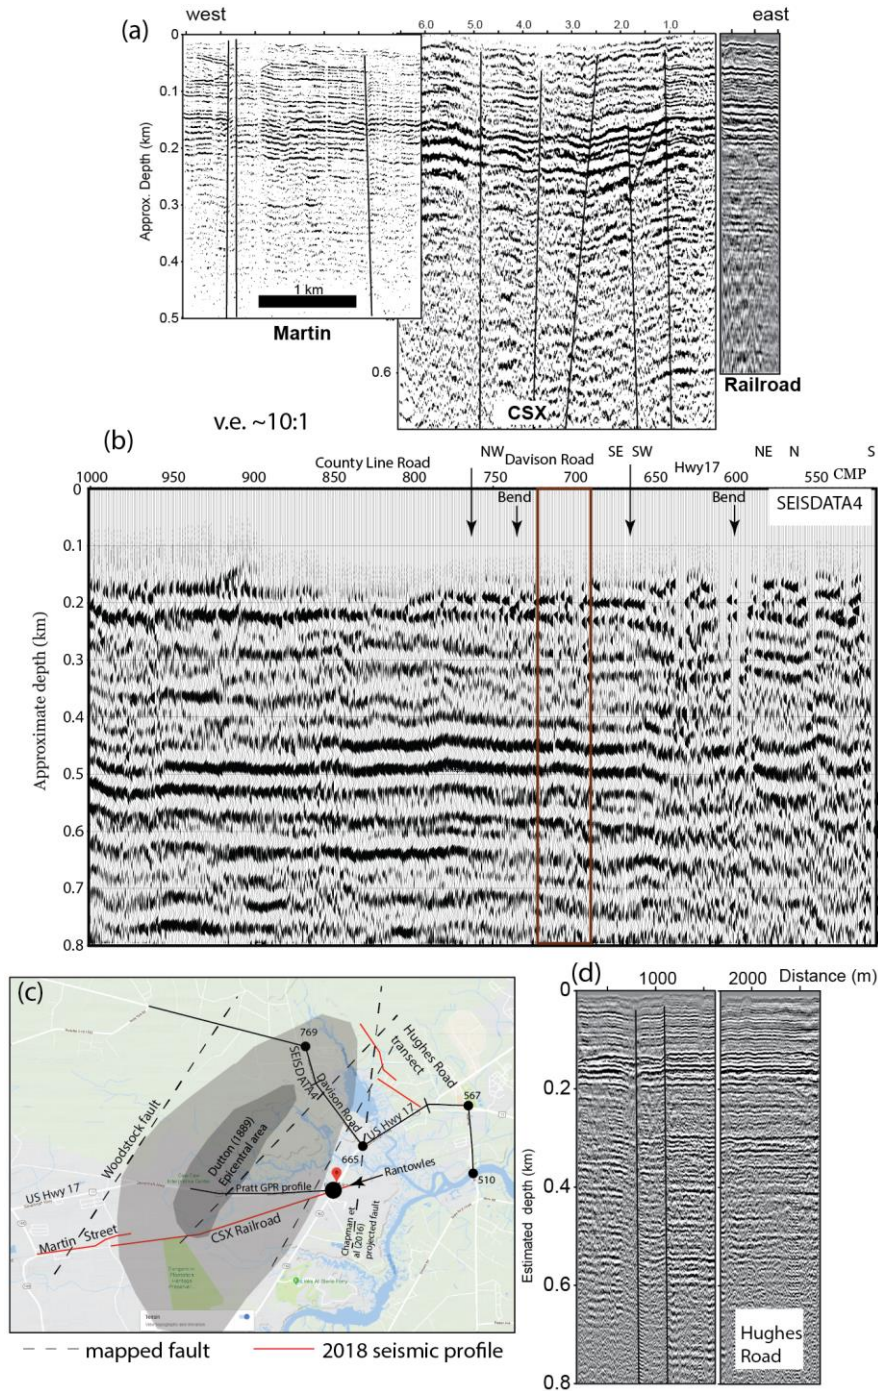 west
east
(a)
6.0 5.0 4.0 3.0 2.0 1.0
0
0.1
0.2
0.3
0.4
0.5
0.6
Approx. Depth (km)
1 km
Martin
CSX
Railroad
v.e. ~10:1
(b)
NW
SE SW
NE N
S
County Line Road
Davison Road
Hwy17
1000 950 900 850 800 750 700 650 600 550 CMP
Bend
Bend
SEISDATA4
0
0.1
0.2
0.3
0.4
0.5
0.6
0.7
0.8
Approximate depth (km)
(c)
769
SEISDATA4
Davison Road
Hughes Road
transect
567
US Hwy 17
665
Rantowles
510
Woodstock fault
Dutton (1889)
Epicentral area
Pratt GPR profile
US Hwy 17
Martin Street
CSX Railroad
Chapman et
al (2016)
projected fault
mapped fault
2018 seismic profile
(d)
1000 2000 Distance (m)
0
0.2
0.4
0.6
0.8
Estimated depth (km)
Hughes
Road